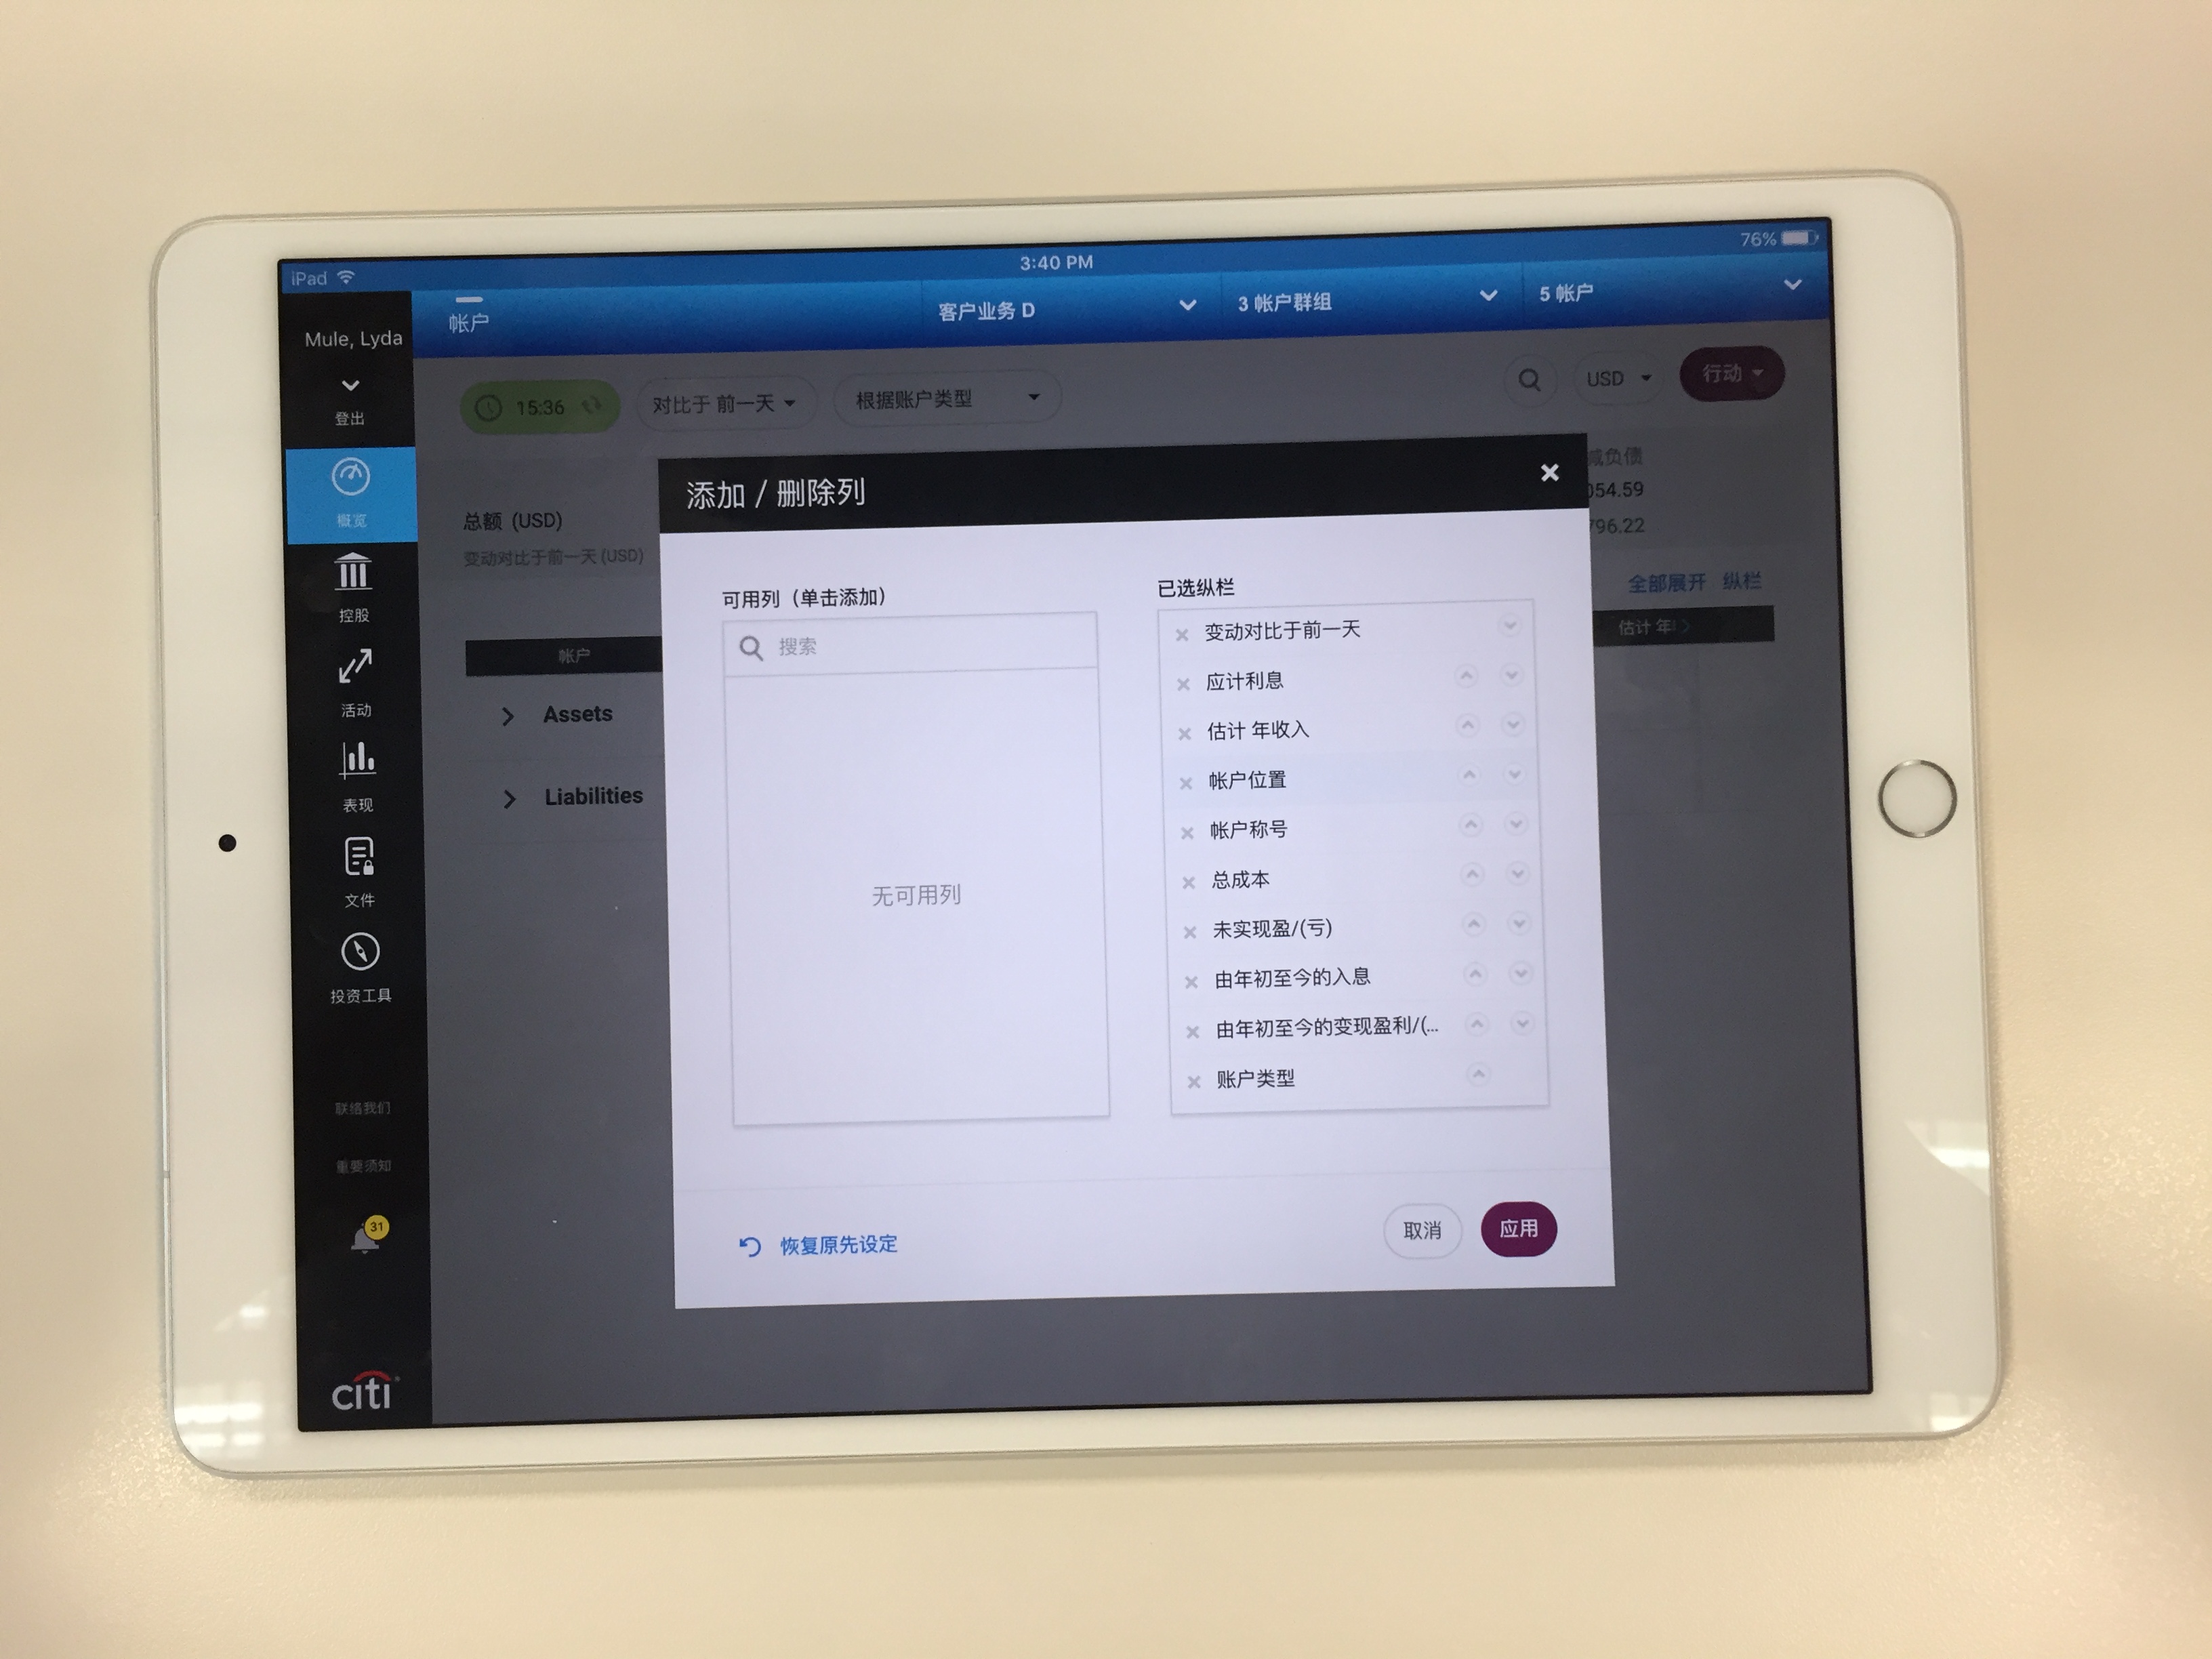 iPad
3:40 PM
76%
Mule, Lyda
登出
概览
控股
活动
表现
文件
投资工具
联络我们
重要须知
31
citi
帐户
客户业务 D
3 帐户群组
5 帐户
15:36
对比于 前一天
根据账户类型
USD
行动
总额 (USD)
变动对比于前一天 (USD)
减负债
054.59
796.22
全部展开
纵栏
帐户
估计 年
Assets
Liabilities
添加 / 删除列
可用列（单击添加）
搜索
无可用列
已选纵栏
变动对比于前一天
应计利息
估计 年收入
帐户位置
帐户称号
总成本
未实现盈/(亏)
由年初至今的入息
由年初至今的变现盈利/(...
账户类型
恢复原先设定
取消
应用